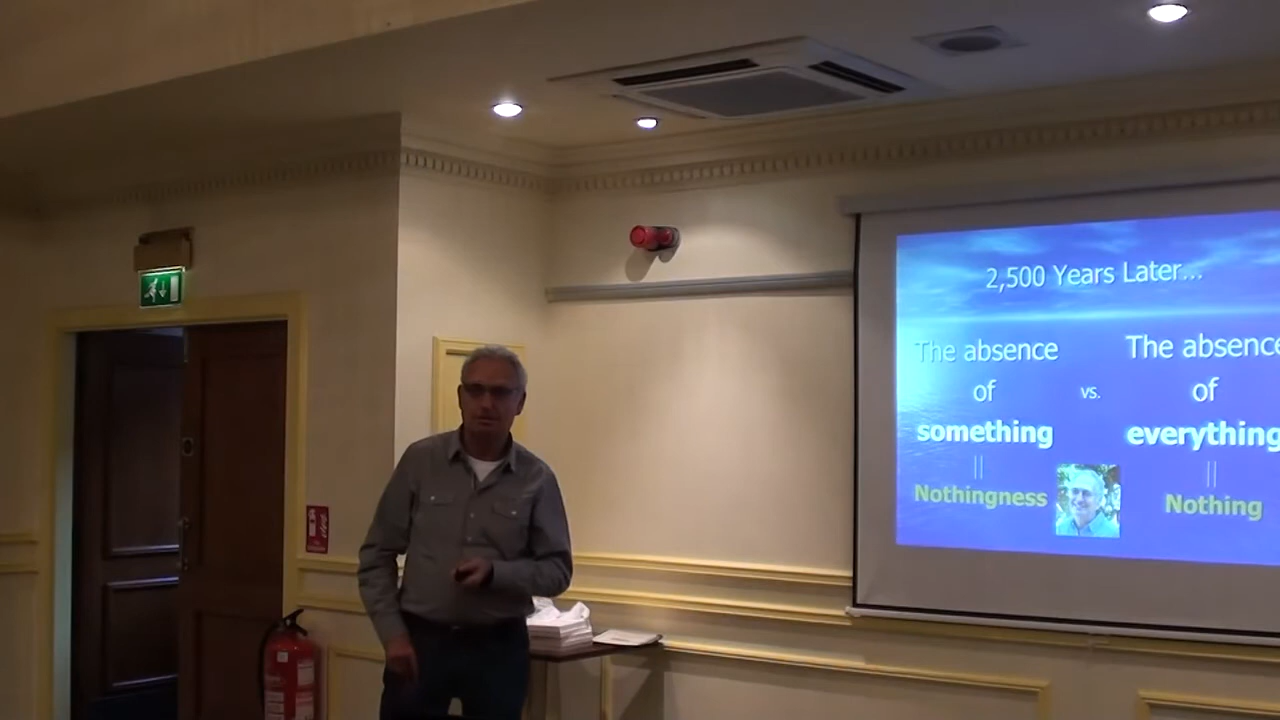 2,500 Years Later...
The absence
of
something
||
Nothingness
vs.
The absence
of
everything
||
Nothing